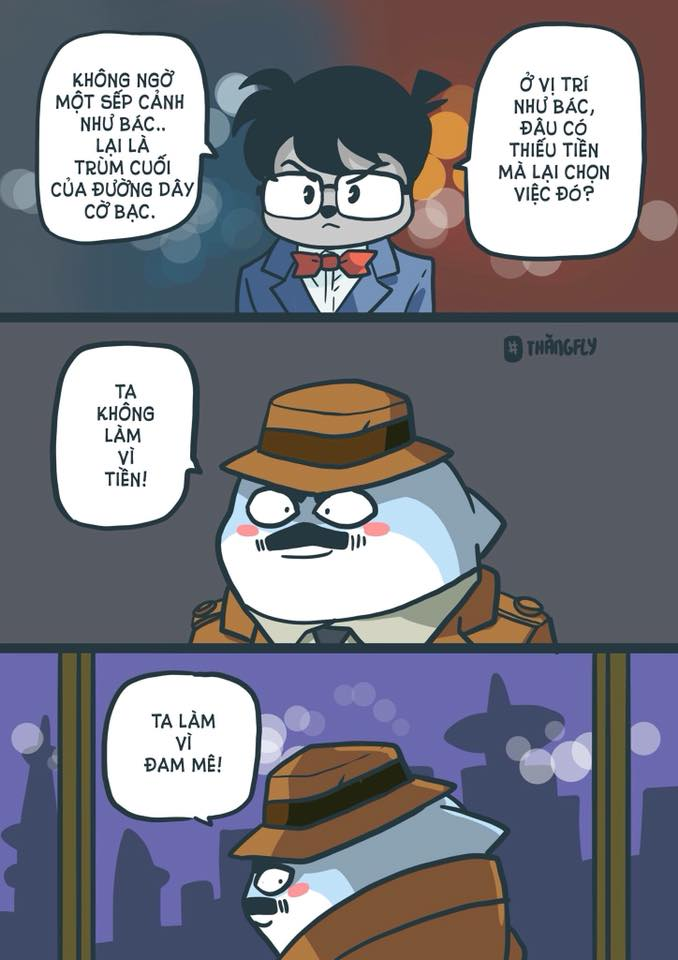 KHÔNG NGỜ
MỘT SẾP CẢNH
NHƯ BÁC..
LẠI LÀ
TRÙM CUỐI
CỦA ĐƯỜNG DÂY
CỜ BẠC.
Ở VỊ TRÍ
NHƯ BÁC,
ĐÂU CÓ
THIẾU TIỀN
MÀ LẠI CHỌN
VIỆC ĐÓ?
# THĂNGFLY
TA
KHÔNG
LÀM
VÌ
TIỀN!
TA LÀM
VÌ
ĐAM MÊ!